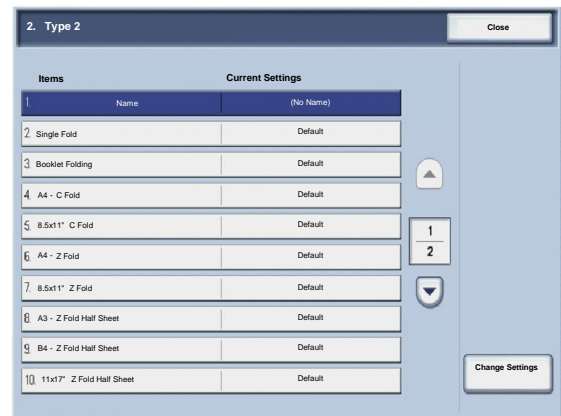 2. Type 2
Close
Items Current Settings
1. Name (No Name)
2. Single Fold Default
3. Booklet Folding Default
4. A4 - C Fold Default
5. 8.5x11" C Fold Default
6. A4 - Z Fold Default
7. 8.5x11" Z Fold Default
8. A3 - Z Fold Half Sheet Default
9. B4 - Z Fold Half Sheet Default
10. 11x17" Z Fold Half Sheet Default
1
2
Change Settings